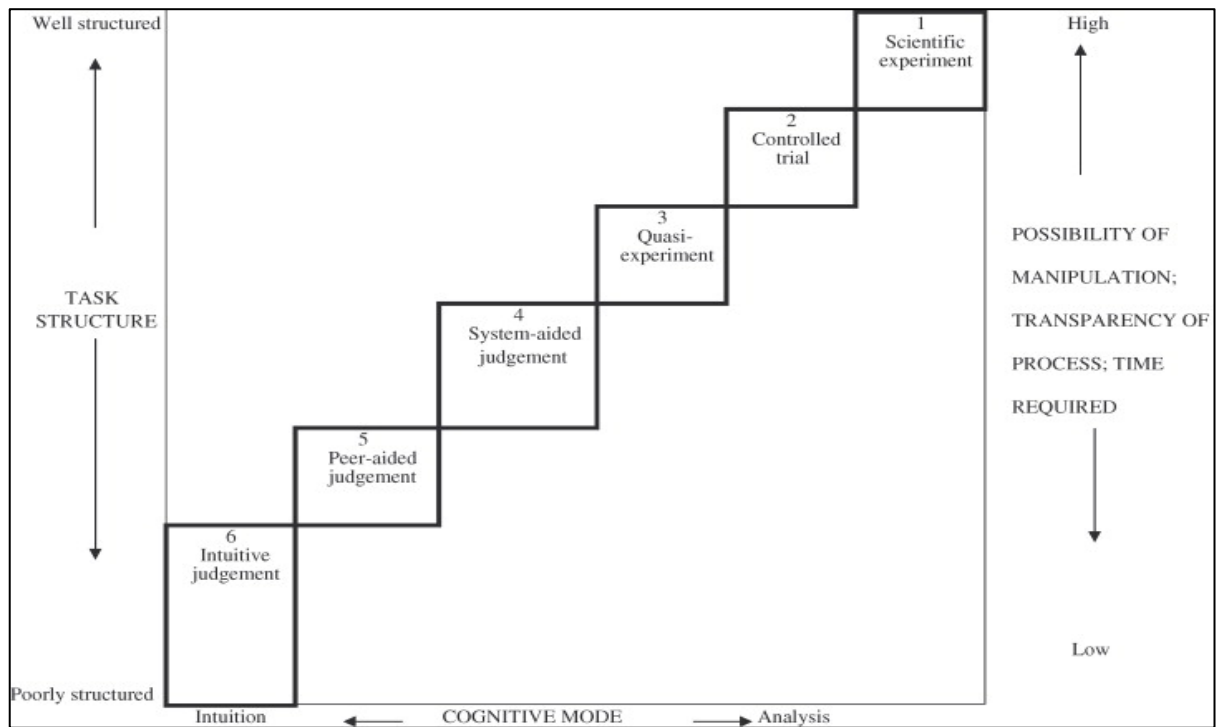 Well structured
1
Scientific
experiment
High
2
Controlled
trial
3
Quasi-
experiment
POSSIBILITY OF
MANIPULATION;
TRANSPARENCY OF
PROCESS; TIME
REQUIRED
TASK
STRUCTURE
4
System-aided
judgement
5
Peer-aided
judgement
6
Intuitive
judgement
Low
Poorly structured
Intuition
COGNITIVE MODE
Analysis